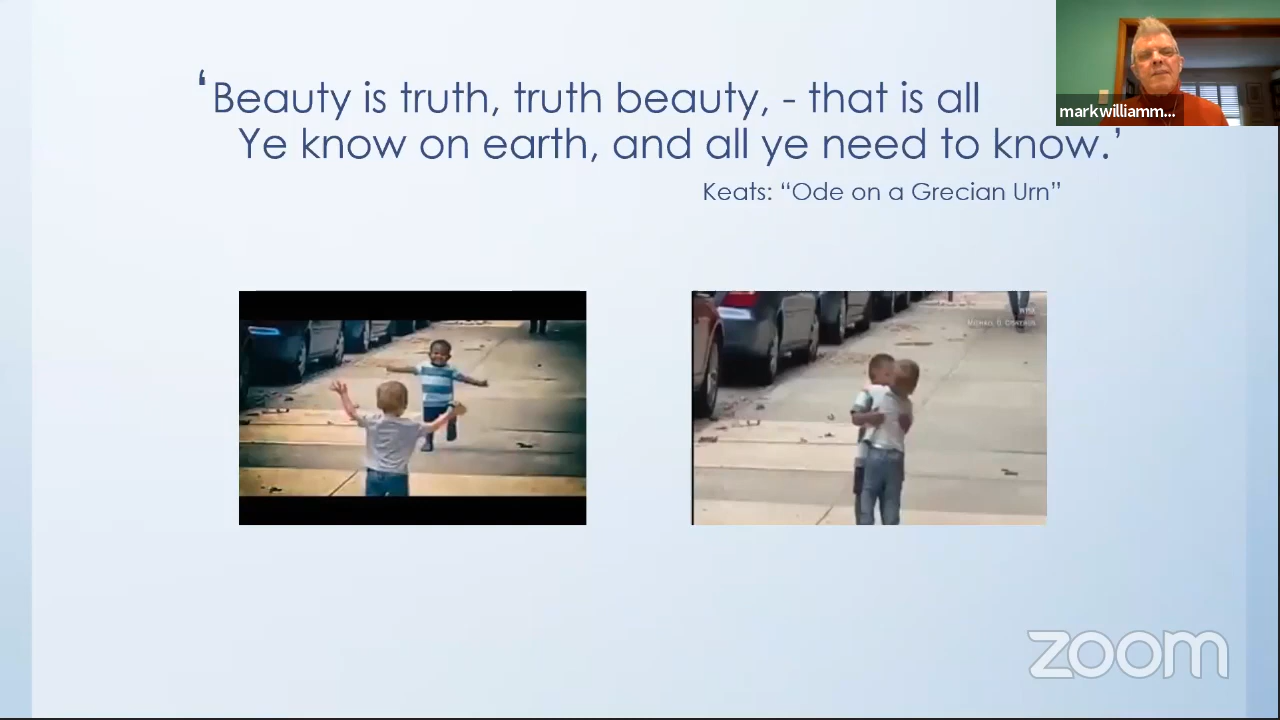 ‘Beauty is truth, truth beauty, - that is all
Ye know on earth, and all ye need to know.’
Keats: “Ode on a Grecian Urn”
markwilliamm...
zoom